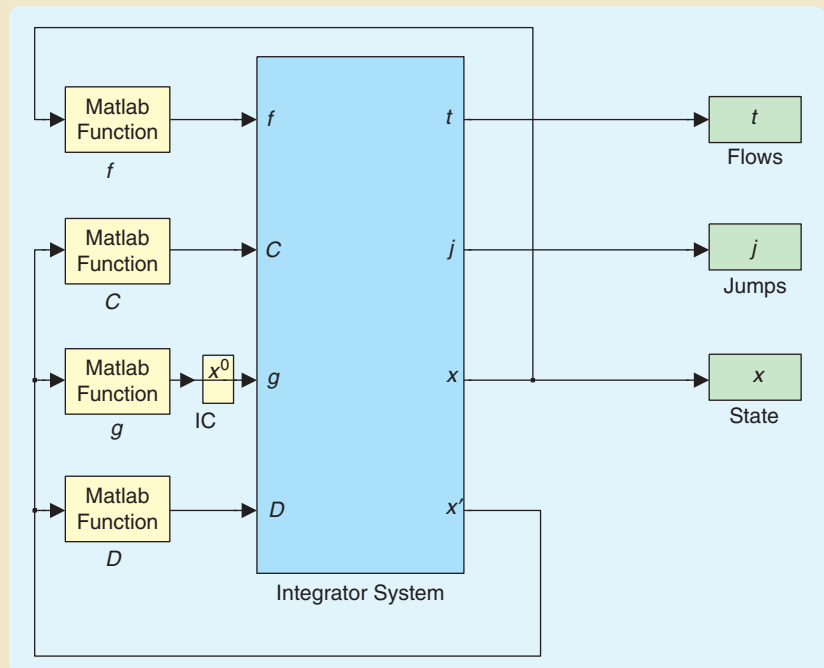 Matlab
Function
f
f
t
t
Flows
Matlab
Function
C
C
j
j
Jumps
Matlab
Function
g
x⁰
IC
g
x
x
State
Matlab
Function
D
D
x′
Integrator System